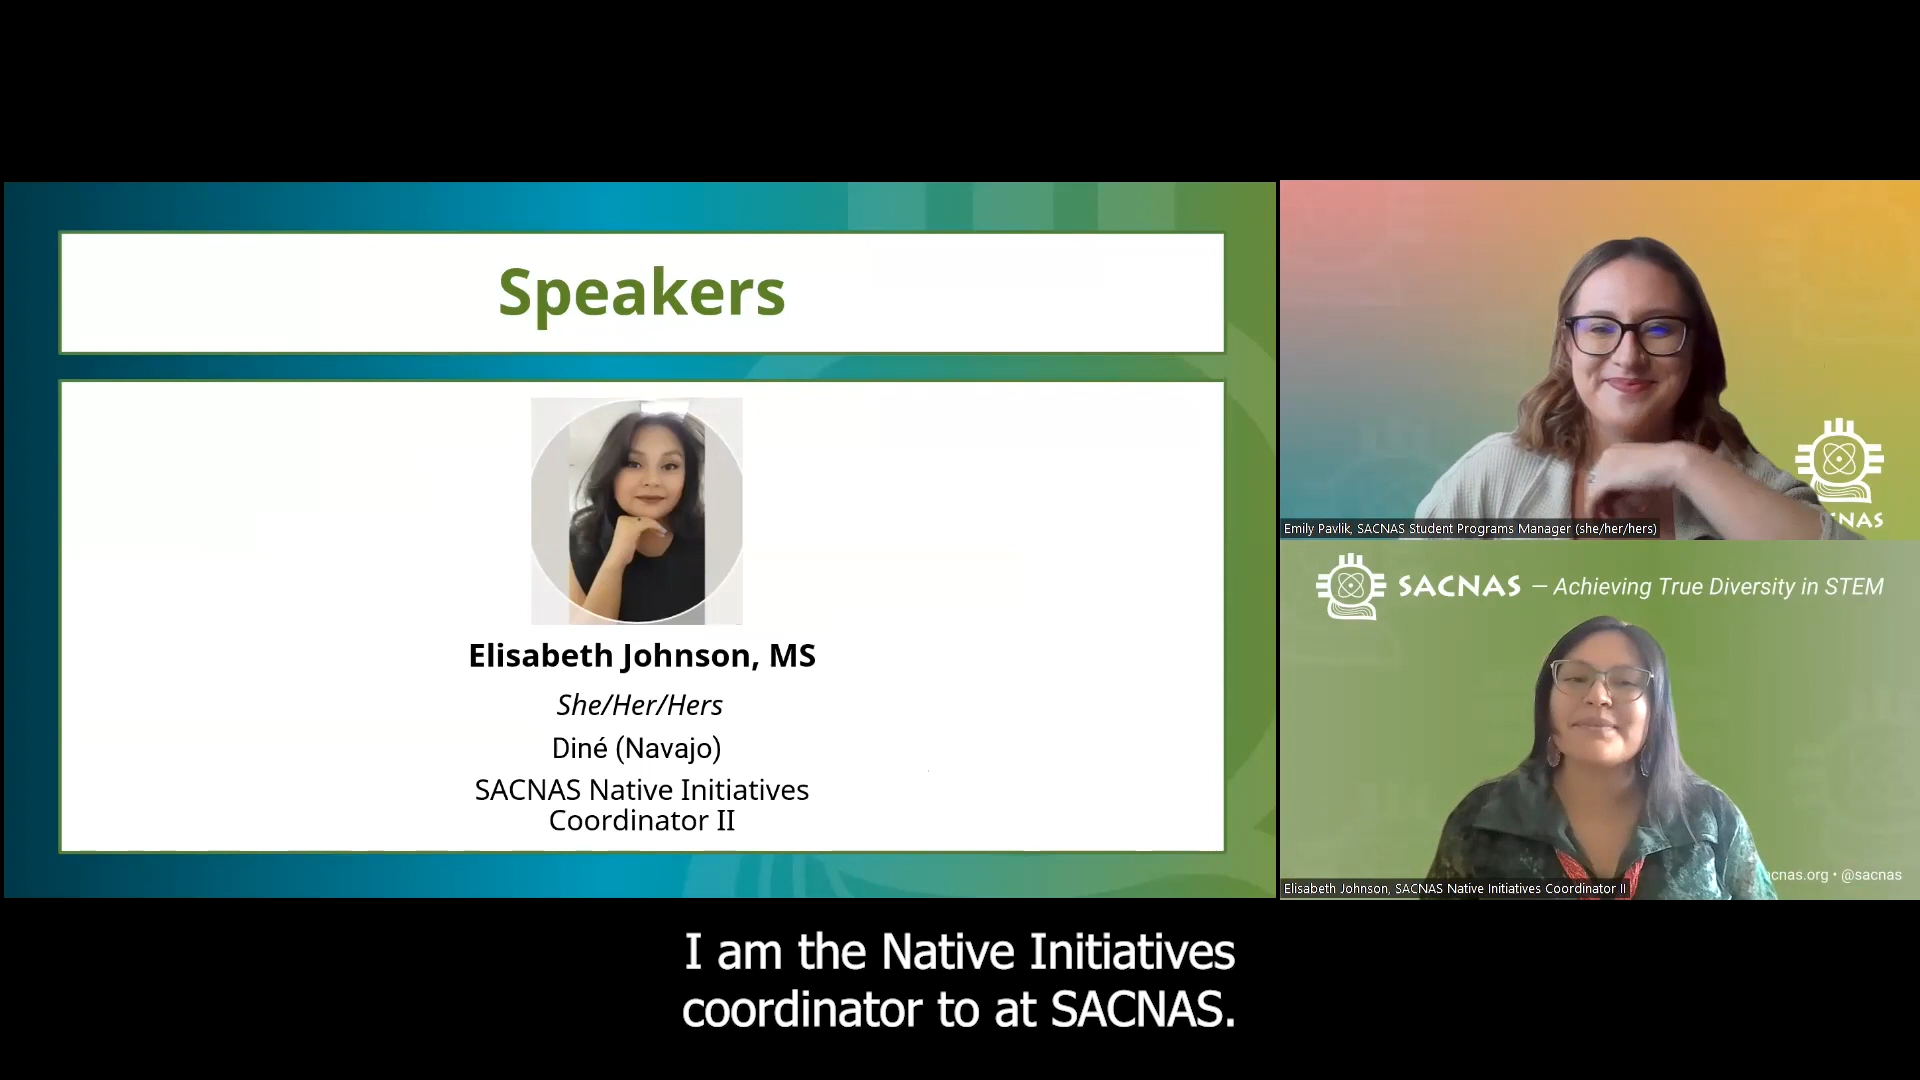 Speakers
Elisabeth Johnson, MS
She/Her/Hers
Diné (Navajo)
SACNAS Native Initiatives
Coordinator II
Emily Pavlik, SACNAS Student Programs Manager (she/her/hers)
SACNAS — Achieving True Diversity in STEM
@sacnas
Elisabeth Johnson, SACNAS Native Initiatives Coordinator II
I am the Native Initiatives
coordinator to at SACNAS.